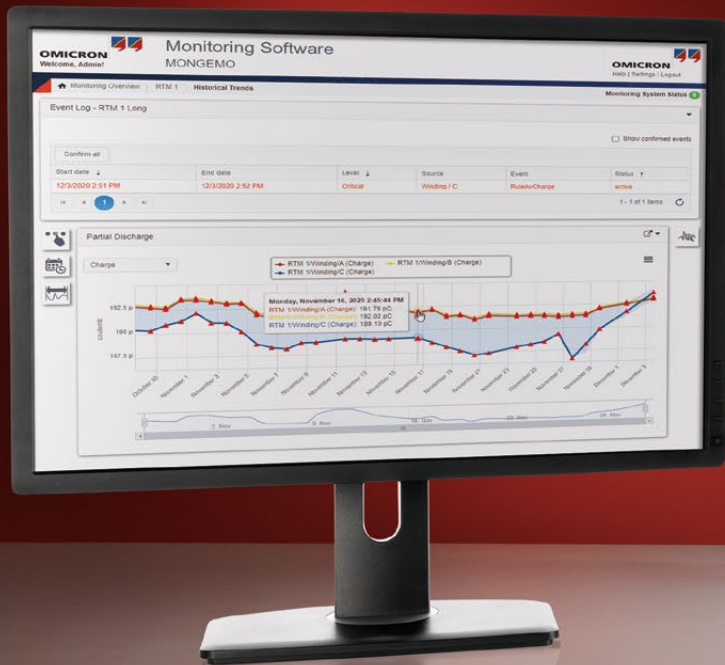 OMICRON
Welcome, Admin!
Monitoring Software
MONGEMO
OMICRON
Help | Settings | Logout
Monitoring Overview RTM 1 Historical Trends
Monitoring System Status
Event Log - RTM 1 Long
Show confirmed events
Confirm all
Start date End date Level Source Event Status
12/3/2020 2:51 PM 12/3/2020 2:52 PM Critical Winding / C RuleAvCharge active
1
1 - 1 of 1 items
Partial Discharge
Charge
RTM 1/Winding/A (Charge) RTM 1/Winding/B (Charge)
RTM 1/Winding/C (Charge)
Monday, November 16, 2020 2:45:44 PM
RTM 1/Winding/A (Charge): 191.79 pC
RTM 1/Winding/B (Charge): 192.02 pC
RTM 1/Winding/C (Charge): 189.13 pC
192.5 p
190 p
187.5 p
count
November 1
November 3
November 5
November 7
November 9
November 11
November 13
November 15
November 17
November 19
November 21
November 23
November 27
November 29
December 1
December 3
2. Nov
9. Nov
16. Nov